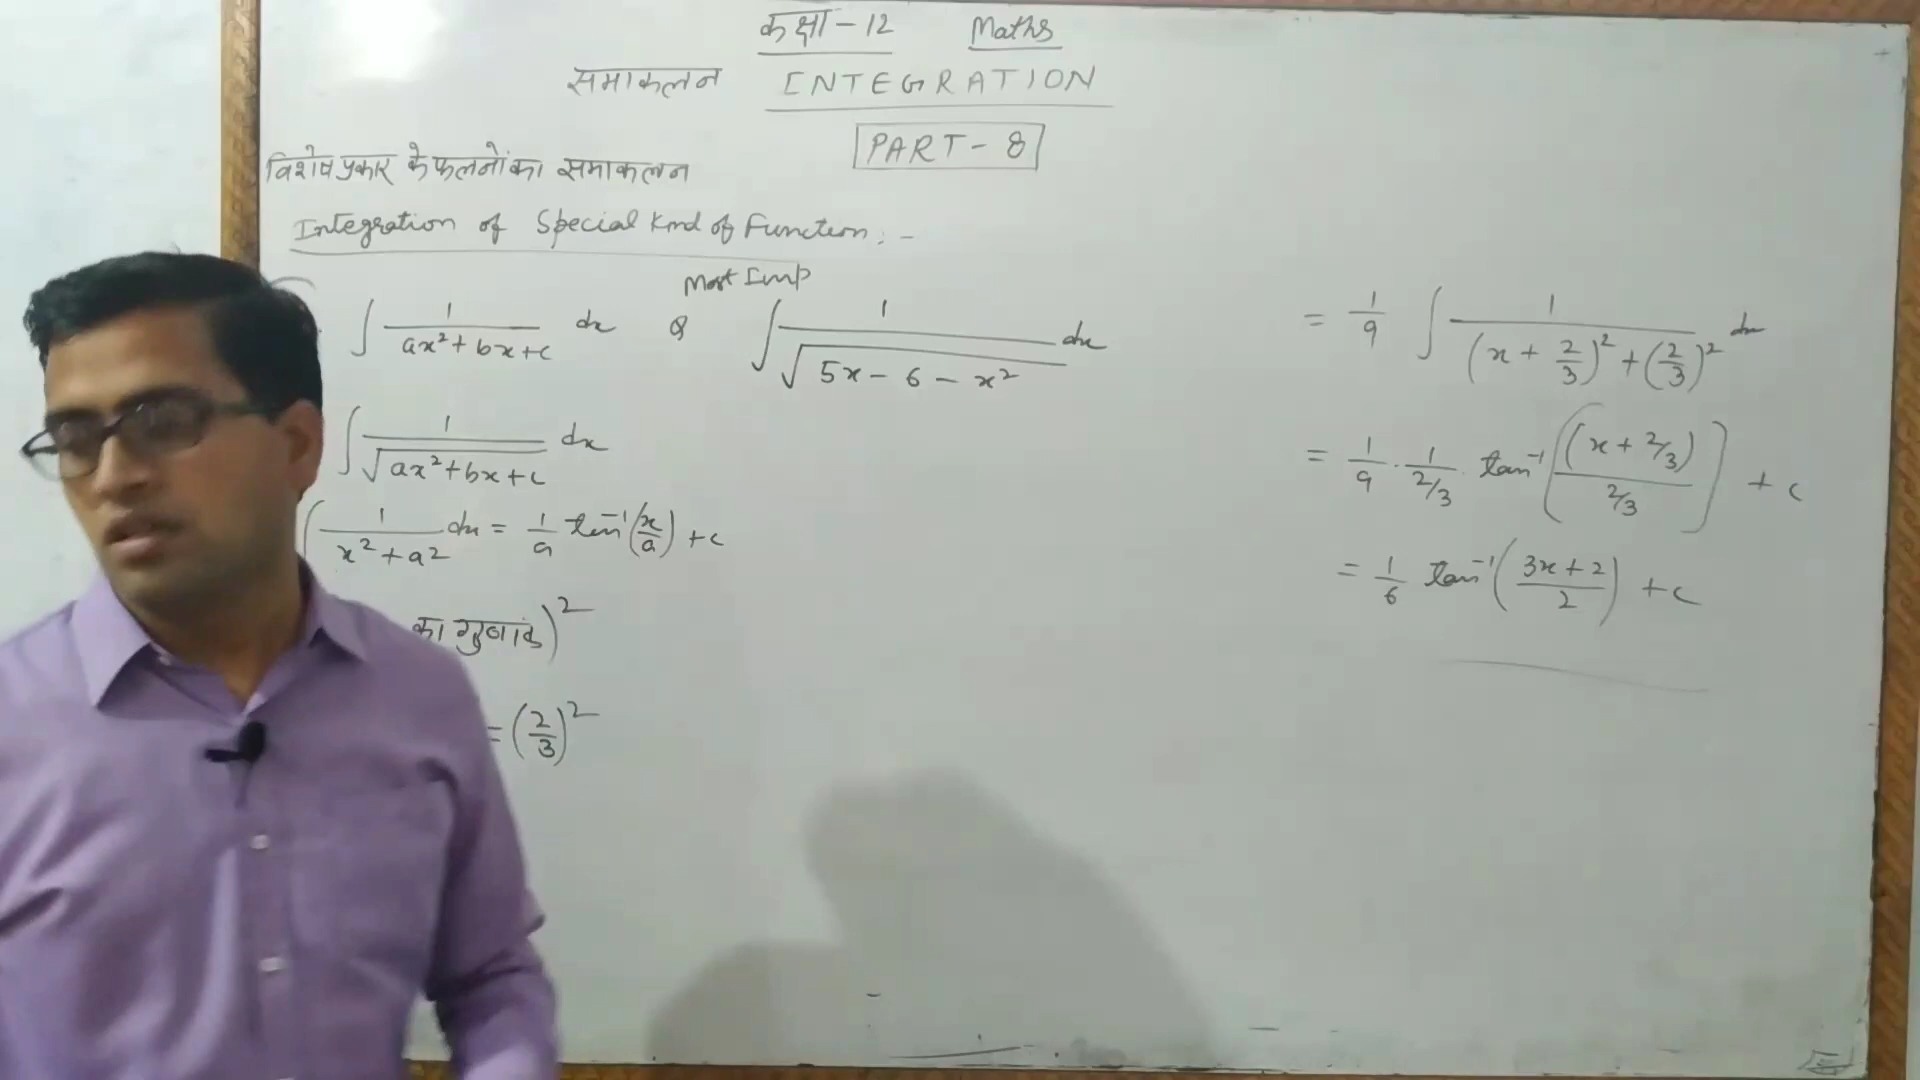 कक्षा - 12 Maths
समाकलन INTEGRATION
PART - 8
विशेष प्रकार के फलनों का समाकलन
Integration of Special Kind of Function : -
Most Imp
∫ 1/(ax² + bx + c) dx Q ∫ 1/√(5x - 6 - x²) dx
∫ 1/√(ax² + bx + c) dx
∫ 1/(x² + a²) dx = 1/a tan⁻¹(x/a) + c
का गुणांक)²
= (2/3)²
= 1/9 ∫ 1/((x + 2/3)² + (2/3)²) dx
= 1/9 · 1/(2/3) · tan⁻¹[(x + 2/3)/(2/3)] + c
= 1/6 tan⁻¹((3x + 2)/2) + c